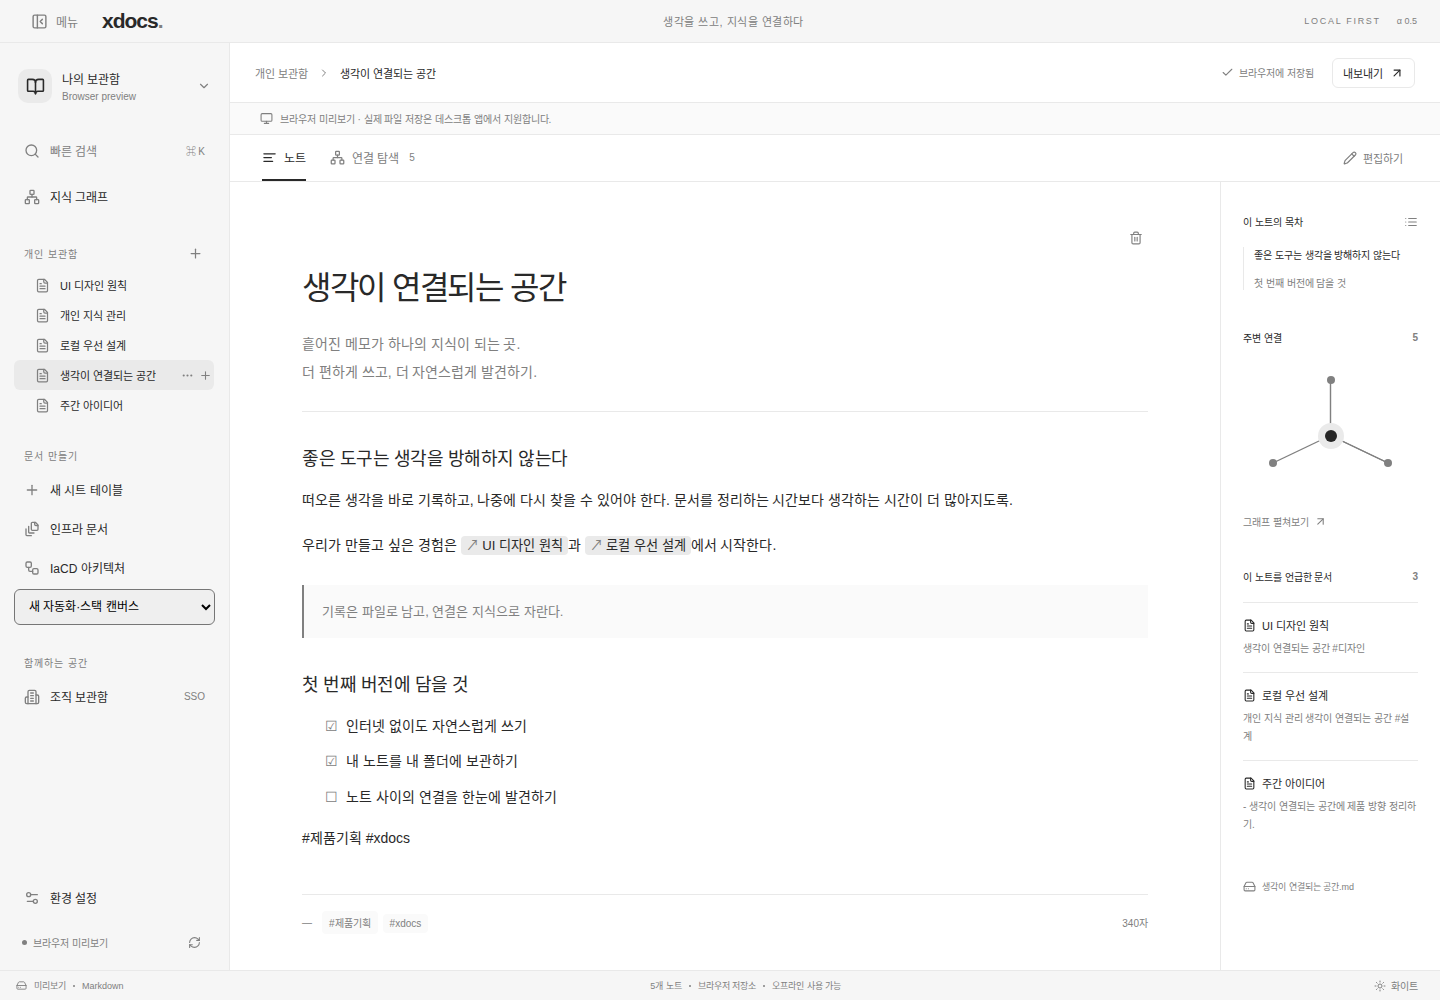 메뉴
xdocs.
생각을 쓰고, 지식을 연결하다
LOCAL FIRST
α 0.5
나의 보관함
Browser preview
빠른 검색
⌘K
지식 그래프
개인 보관함
UI 디자인 원칙
개인 지식 관리
로컬 우선 설계
생각이 연결되는 공간
주간 아이디어
문서 만들기
새 시트 테이블
인프라 문서
IaCD 아키텍처
새 자동화·스택 캔버스
함께하는 공간
조직 보관함
SSO
환경 설정
브라우저 미리보기
개인 보관함 > 생각이 연결되는 공간
브라우저에 저장됨
내보내기
브라우저 미리보기 · 실제 파일 저장은 데스크톱 앱에서 지원합니다.
노트
연결 탐색 5
편집하기
생각이 연결되는 공간
흩어진 메모가 하나의 지식이 되는 곳.
더 편하게 쓰고, 더 자연스럽게 발견하기.
좋은 도구는 생각을 방해하지 않는다
떠오른 생각을 바로 기록하고, 나중에 다시 찾을 수 있어야 한다. 문서를 정리하는 시간보다 생각하는 시간이 더 많아지도록.
우리가 만들고 싶은 경험은 ↗ UI 디자인 원칙 과 ↗ 로컬 우선 설계 에서 시작한다.
기록은 파일로 남고, 연결은 지식으로 자란다.
첫 번째 버전에 담을 것
☑ 인터넷 없이도 자연스럽게 쓰기
☑ 내 노트를 내 폴더에 보관하기
☐ 노트 사이의 연결을 한눈에 발견하기
#제품기획 #xdocs
— #제품기획 #xdocs
340자
이 노트의 목차
좋은 도구는 생각을 방해하지 않는다
첫 번째 버전에 담을 것
주변 연결
5
그래프 펼쳐보기
이 노트를 언급한 문서
3
UI 디자인 원칙
생각이 연결되는 공간 #디자인
로컬 우선 설계
개인 지식 관리 생각이 연결되는 공간 #설
계
주간 아이디어
- 생각이 연결되는 공간에 제품 방향 정리하
기.
생각이 연결되는 공간.md
미리보기 · Markdown
5개 노트 · 브라우저 저장소 · 오프라인 사용 가능
화이트